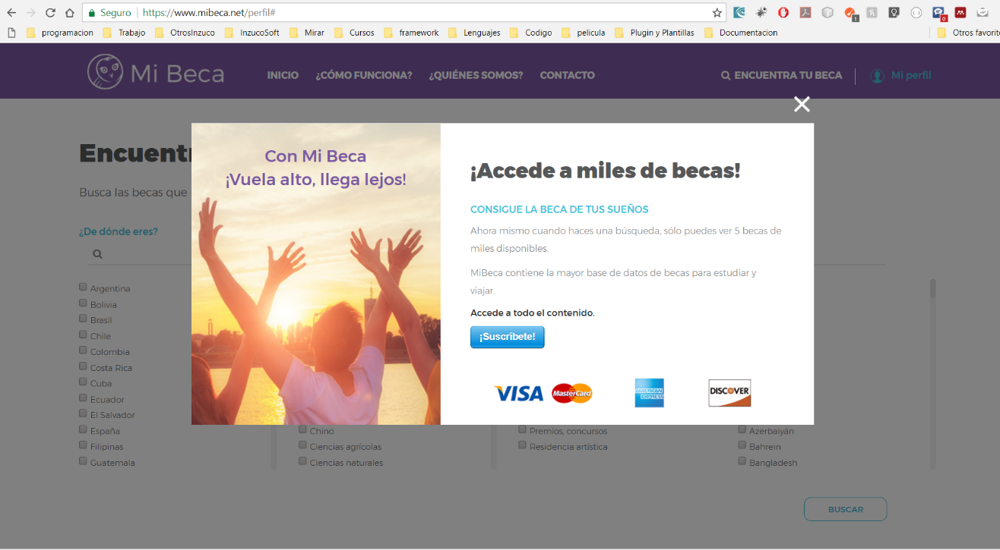 Seguro https://www.mibeca.net/perfil#
1
0
programacion Trabajo OtrosInzuco InzucoSoft Mirar Cursos framework Lenguajes Codigo pelicula Plugin y Plantillas Documentacion Otros favorit
Mi Beca INICIO ¿CÓMO FUNCIONA? ¿QUIÉNES SOMOS? CONTACTO ENCUENTRA TU BECA Mi perfil
Encuentr
Busca las becas que
¿De dónde eres?
Argentina
Bolivia
Brasil
Chile
Colombia
Costa Rica
Cuba
Ecuador
El Salvador
España
Filipinas
Guatemala
Con Mi Beca
¡Vuela alto, llega lejos!
¡Accede a miles de becas!
CONSIGUE LA BECA DE TUS SUEÑOS
Ahora mismo cuando haces una búsqueda, sólo puedes ver 5 becas de
miles disponibles.
MiBeca contiene la mayor base de datos de becas para estudiar y
viajar.
Accede a todo el contenido.
¡Suscribete!
VISA MasterCard AMERICAN EXPRESS DISCOVER
Chino
Ciencias agrícolas
Ciencias naturales
Premios, concursos
Residencia artística
Azerbaiyán
Bahrein
Bangladesh
BUSCAR